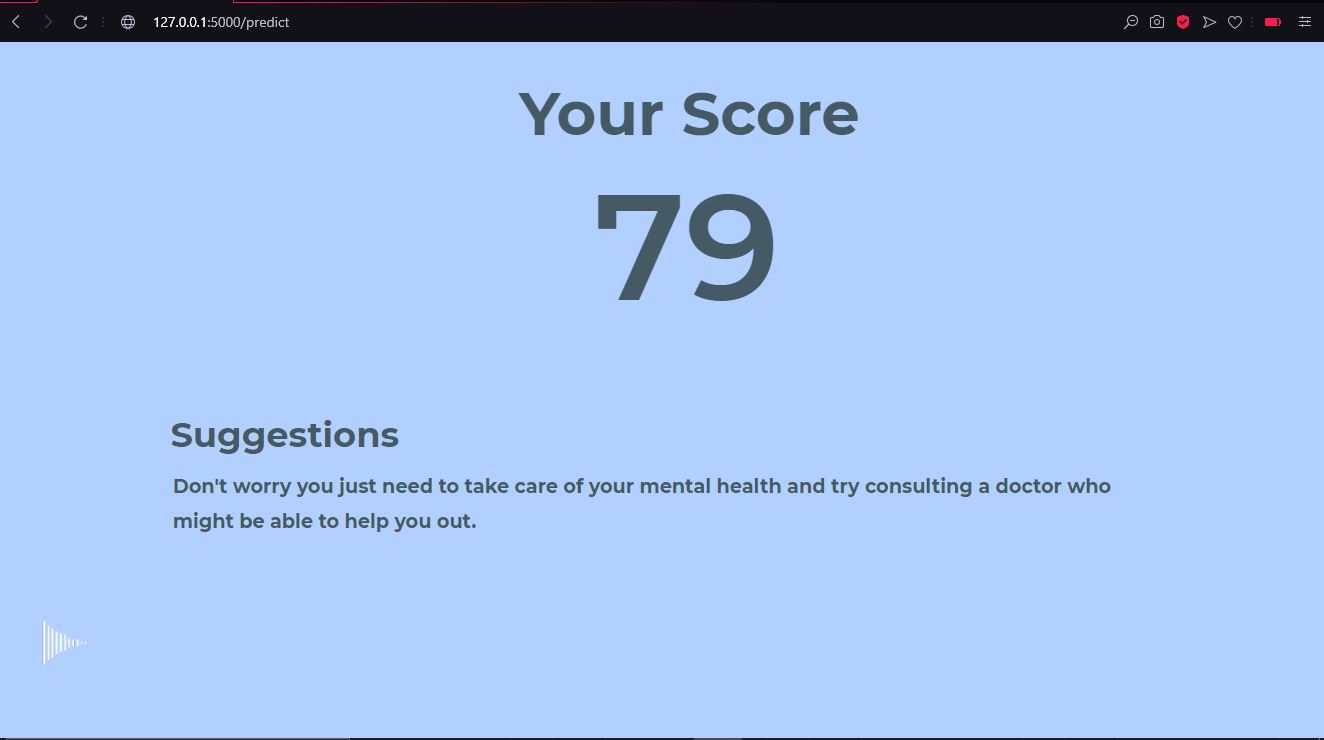 127.0.0.1:5000/predict
Your Score
79
Suggestions
Don't worry you just need to take care of your mental health and try consulting a doctor who
might be able to help you out.